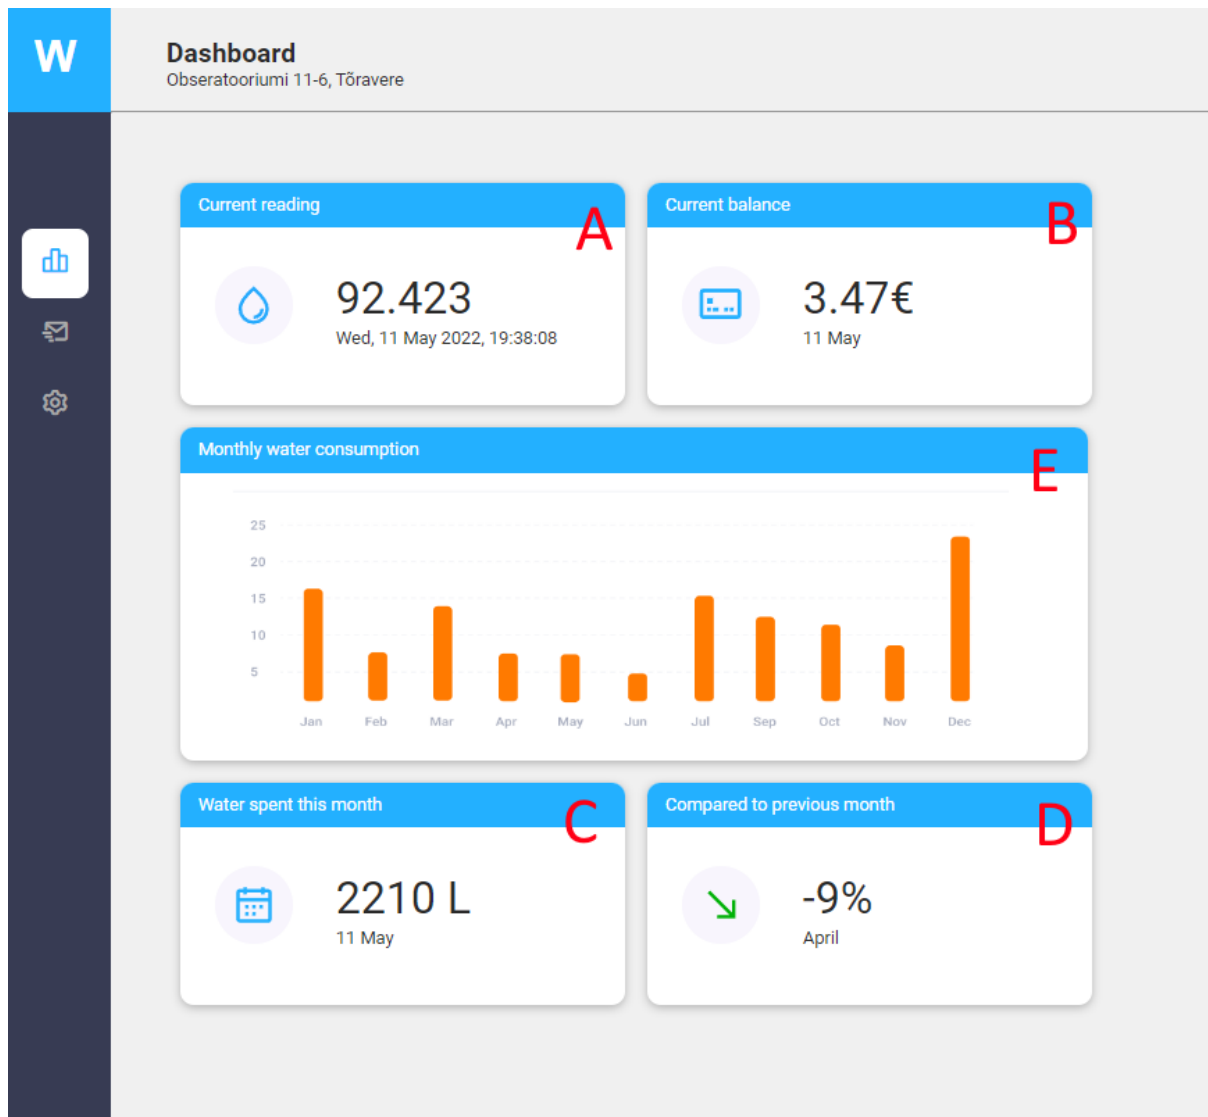 W
Dashboard
Obseratooriumi 11-6, Tõravere
Current reading
A
92.423
Wed, 11 May 2022, 19:38:08
Current balance
B
3.47€
11 May
Monthly water consumption
E
25
20
15
10
5
Jan Feb Mar Apr May Jun Jul Sep Oct Nov Dec
Water spent this month
C
2210 L
11 May
Compared to previous month
D
-9%
April